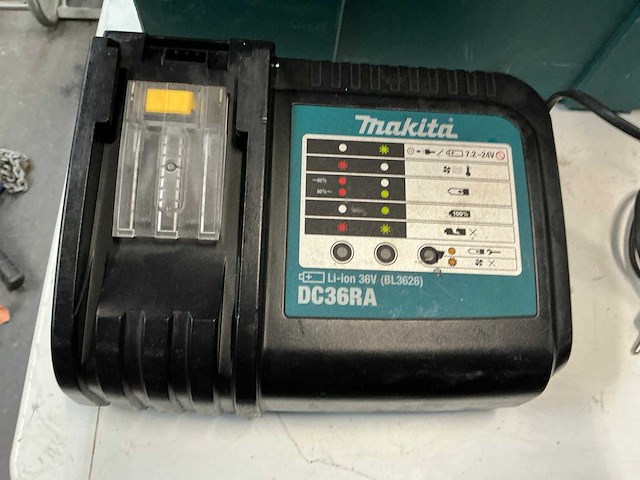 Makita
7.2-24V
~80%
80%~
100%
Li-ion 36V (BL3626)
DC36RA